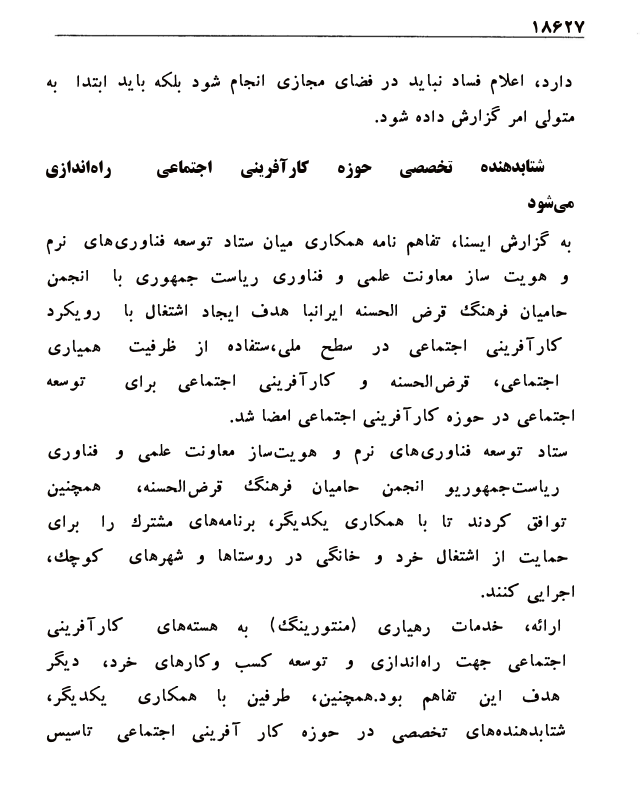 ۱۸۶۲۷
دارد، اعلام فساد نباید در فضای مجازی انجام شود بلکه باید ابتدا به
متولی امر گزارش داده شود.
شتابدهنده تخصصی حوزه کارآفرینی اجتماعی راه‌اندازی
می‌شود
به گزارش ایسنا، تفاهم نامه همکاری میان ستاد توسعه فناوری‌های نرم
و هویت ساز معاونت علمی و فناوری ریاست جمهوری با انجمن
حامیان فرهنگ قرض الحسنه ایرانبا هدف ایجاد اشتغال با رویکرد
کارآفرینی اجتماعی در سطح ملی،ستفاده از ظرفیت همیاری
اجتماعی، قرض‌الحسنه و کارآفرینی اجتماعی برای توسعه
اجتماعی در حوزه کارآفرینی اجتماعی امضا شد.
ستاد توسعه فناوری‌های نرم و هویت‌ساز معاونت علمی و فناوری
ریاست‌جمهوریو انجمن حامیان فرهنگ قرض‌الحسنه، همچنین
توافق کردند تا با همکاری یکدیگر، برنامه‌های مشترك را برای
حمایت از اشتغال خرد و خانگی در روستاها و شهرهای کوچك،
اجرایی کنند.
ارائه، خدمات رهیاری (منتورینگ) به هسته‌های کارآفرینی
اجتماعی جهت راه‌اندازی و توسعه کسب وکارهای خرد، دیگر
هدف این تفاهم بود.همچنین، طرفین با همکاری یکدیگر،
شتابدهنده‌های تخصصی در حوزه کار آفرینی اجتماعی تاسیس